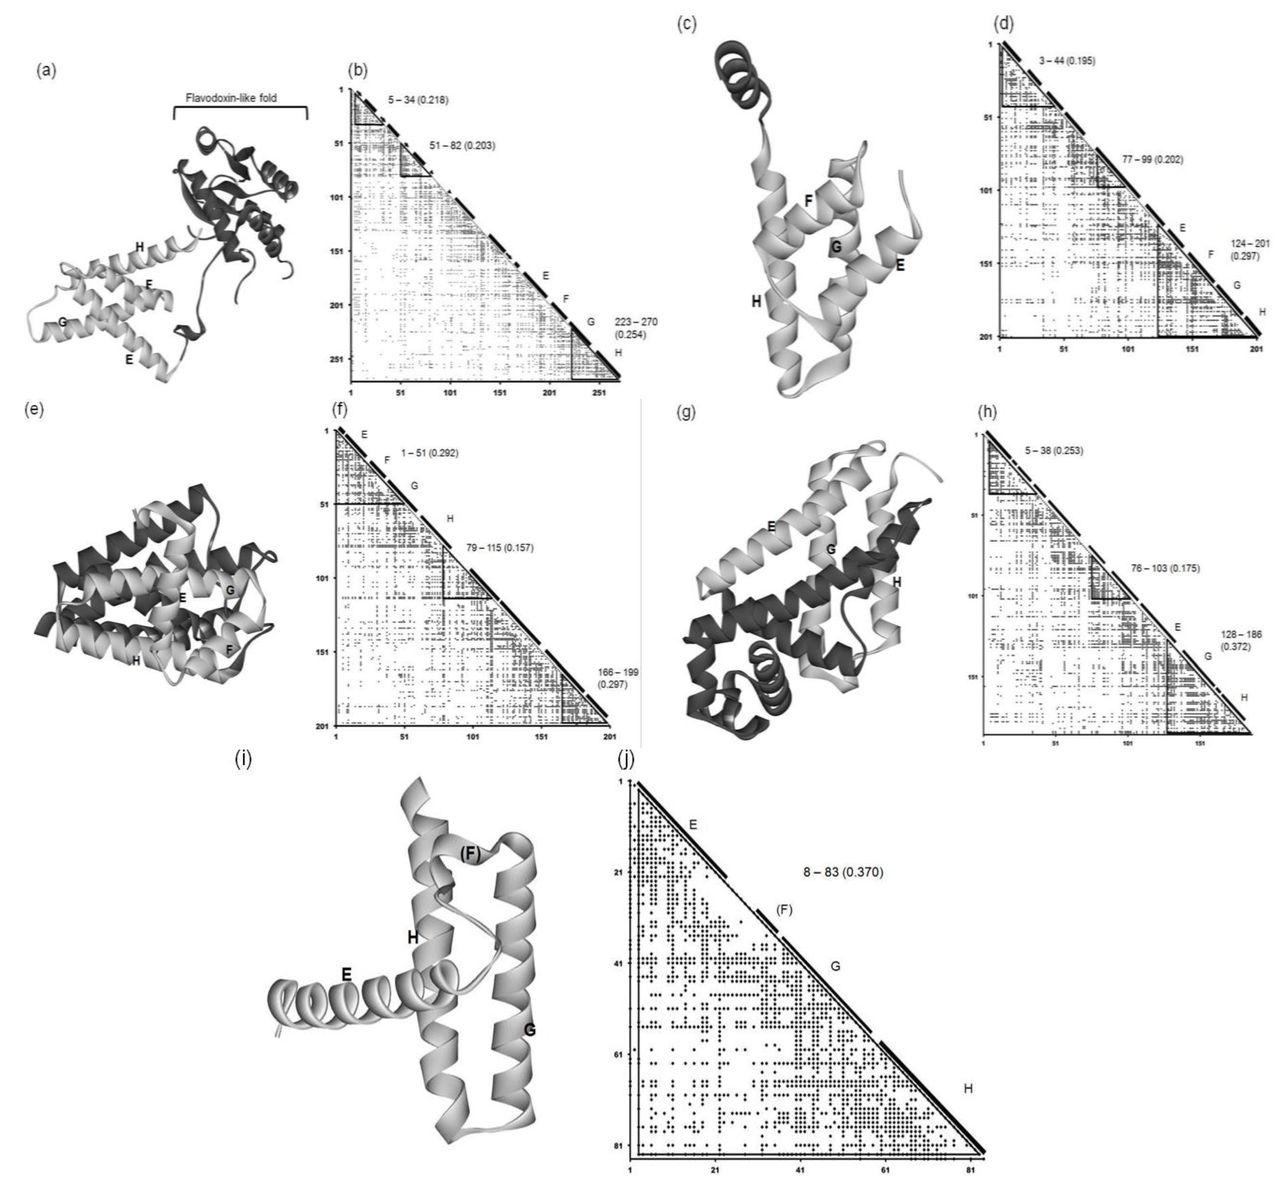 (a)
Flavodoxin-like fold
H
F
G
E
(b)
1
51
101
151
201
251
5 – 34 (0.218)
51 – 82 (0.203)
E
F
G
223 – 270
(0.254)
H
1 51 101 151 201 251
(c)
F
G
E
H
(d)
1
51
101
151
201
3 – 44 (0.195)
77 – 99 (0.202)
E
F
124 – 201
(0.297)
G
H
1 51 101 151 201
(e)
E
G
H
F
(f)
1
51
101
151
201
E
F
1 – 51 (0.292)
G
H
79 – 115 (0.157)
166 – 199
(0.297)
1 51 101 151 201
(g)
E
G
H
(h)
1
51
101
151
5 – 38 (0.253)
76 – 103 (0.175)
E
128 – 186
(0.372)
G
H
1 51 101 151
(i)
(F)
H
E
G
(j)
1
21
41
61
81
E
8 – 83 (0.370)
(F)
G
H
1 21 41 61 81